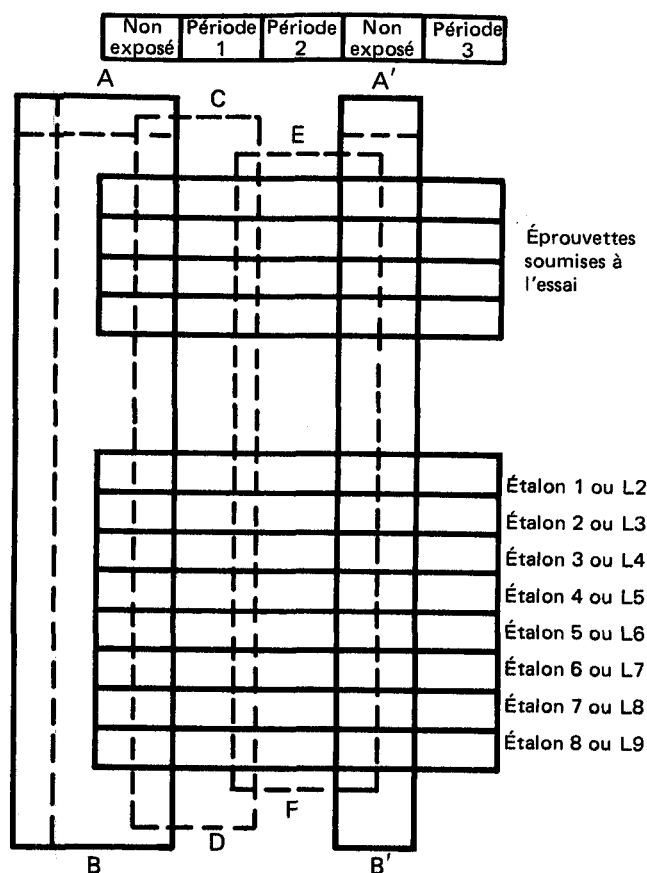 Non exposé
Période 1
Période 2
Non exposé
Période 3
A
A'
C
E
Éprouvettes
soumises à
l'essai
Étalon 1 ou L2
Étalon 2 ou L3
Étalon 3 ou L4
Étalon 4 ou L5
Étalon 5 ou L6
Étalon 6 ou L7
Étalon 7 ou L8
Étalon 8 ou L9
F
D
B
B'